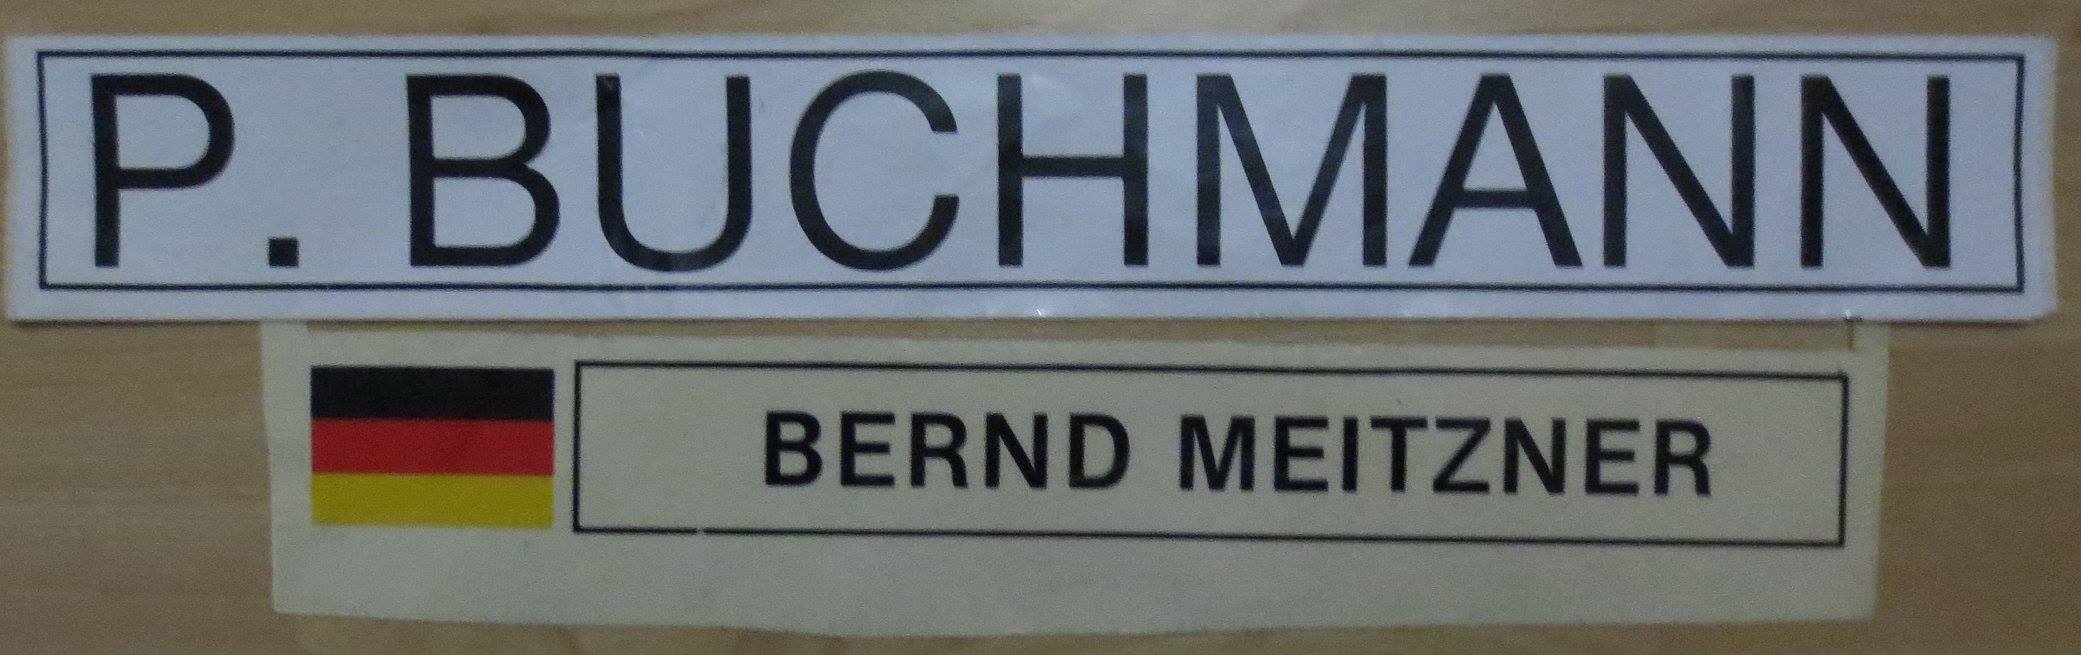 P. BUCHMANN
BERND MEITZNER